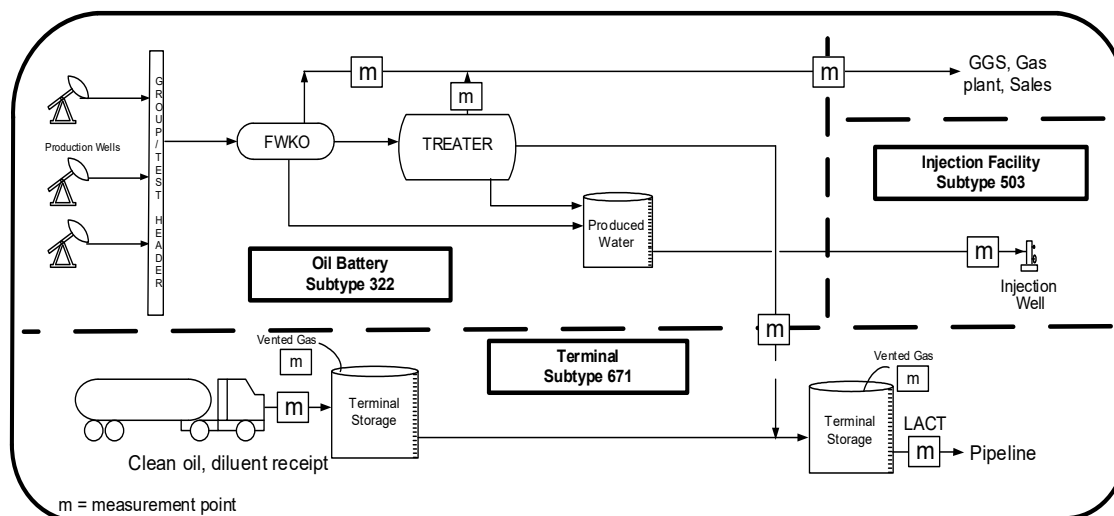 GROUP/TEST HEADER
Production Wells
FWKO
m
m
TREATER
m
GGS, Gas
plant, Sales
Injection Facility
Subtype 503
Produced
Water
Oil Battery
Subtype 322
m
Injection
Well
m
Terminal
Subtype 671
Vented Gas
m
Terminal
Storage
m
Clean oil, diluent receipt
Vented Gas
m
Terminal
Storage
LACT
m
Pipeline
m = measurement point